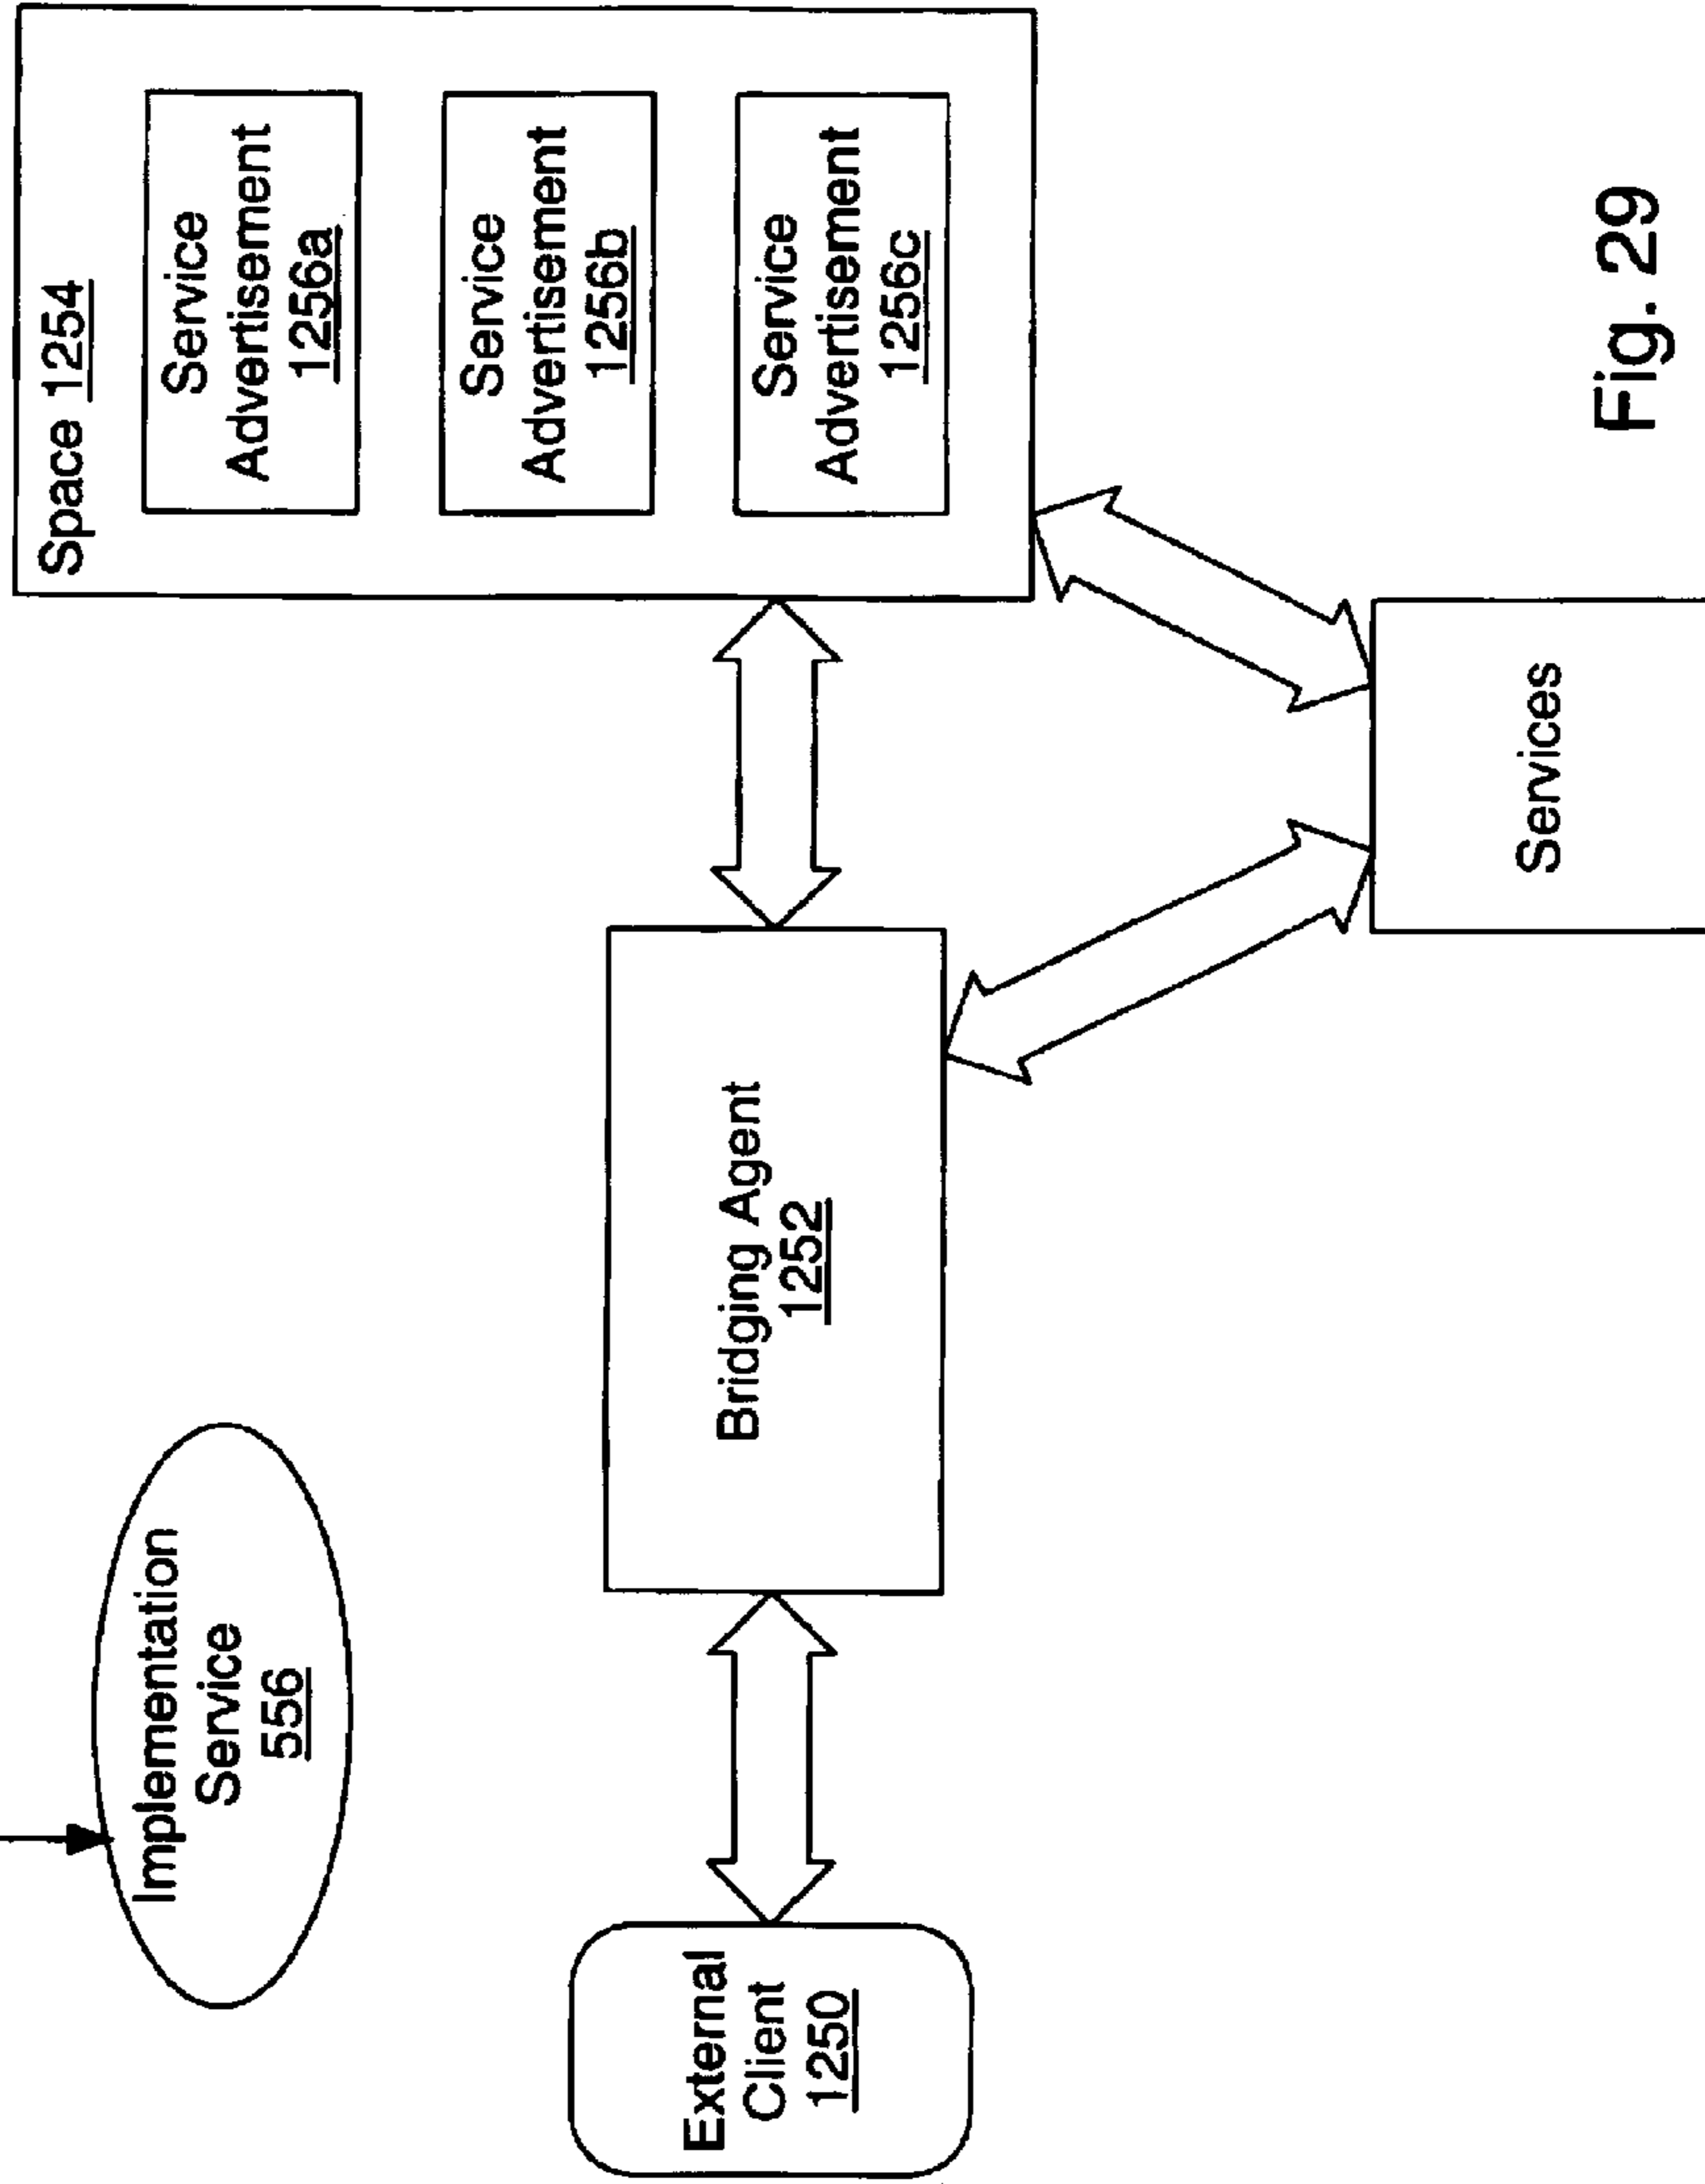 Implementation
Service
556
External
Client
1250
Bridging Agent
1252
Space 1254
Service
Advertisement
1256a
Service
Advertisement
1256b
Service
Advertisement
1256c
Services
Fig. 29